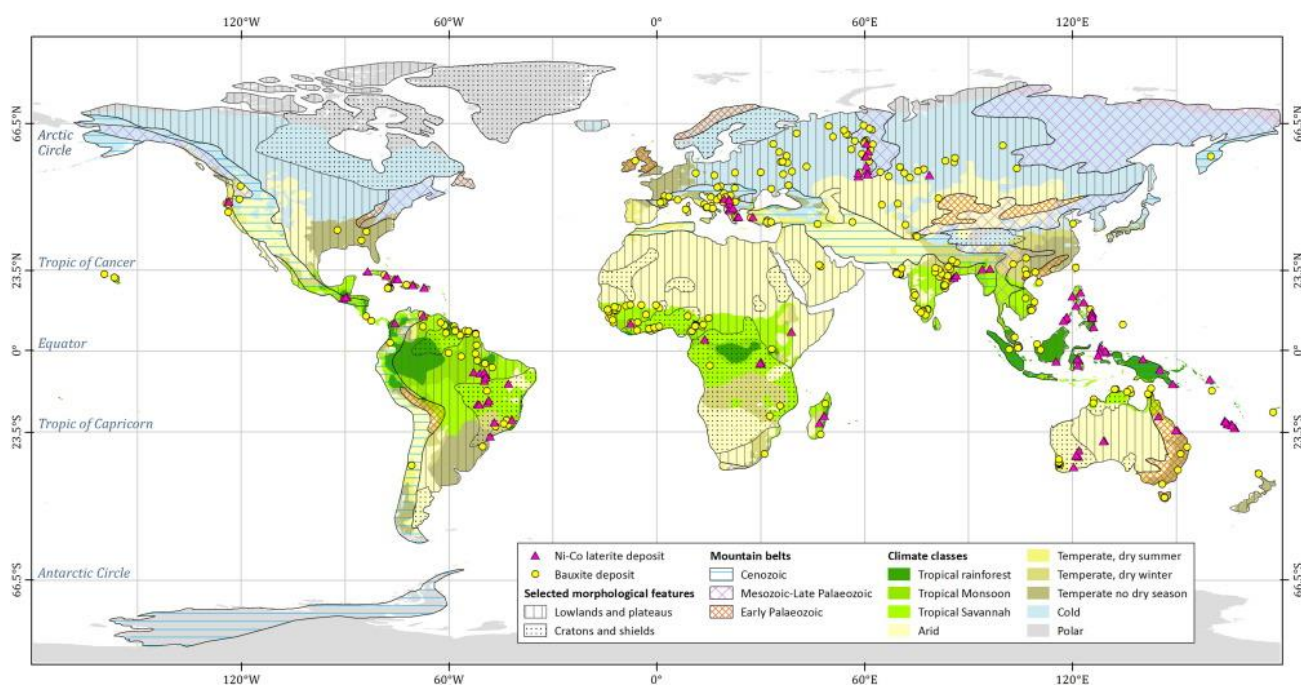 120°W 60°W 0° 60°E 120°E
66.5°N Arctic Circle 66.5°N
Tropic of Cancer
23.5°N 23.5°N
Equator
0° 0°
Tropic of Capricorn
23.5°S 23.5°S
Antarctic Circle
66.5°S 66.5°S
Ni-Co laterite deposit
Bauxite deposit
Selected morphological features
Lowlands and plateaus
Cratons and shields
Mountain belts
Cenozoic
Mesozoic-Late Palaeozoic
Early Palaeozoic
Climate classes
Tropical rainforest
Tropical Monsoon
Tropical Savannah
Arid
Temperate, dry summer
Temperate, dry winter
Temperate no dry season
Cold
Polar
120°W 60°W 0° 60°E 120°E